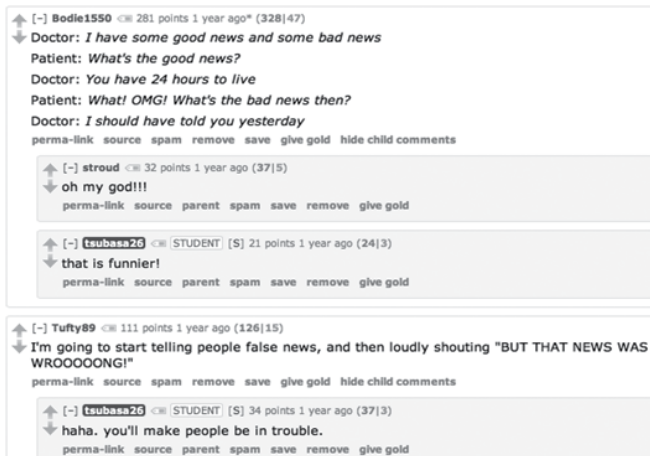 [-] Bodie1550 281 points 1 year ago* (328|47)
Doctor: I have some good news and some bad news
Patient: What's the good news?
Doctor: You have 24 hours to live
Patient: What! OMG! What's the bad news then?
Doctor: I should have told you yesterday
perma-link source spam remove save give gold hide child comments
[-] stroud 32 points 1 year ago (37|5)
oh my god!!!
perma-link source parent spam save remove give gold
[-] tsubasa26 STUDENT [S] 21 points 1 year ago (24|3)
that is funnier!
perma-link source parent spam save remove give gold
[-] Tufty89 111 points 1 year ago (126|15)
I'm going to start telling people false news, and then loudly shouting "BUT THAT NEWS WAS
WROOOOONG!"
perma-link source spam remove save give gold hide child comments
[-] tsubasa26 STUDENT [S] 34 points 1 year ago (37|3)
haha. you'll make people be in trouble.
perma-link source parent spam save remove give gold